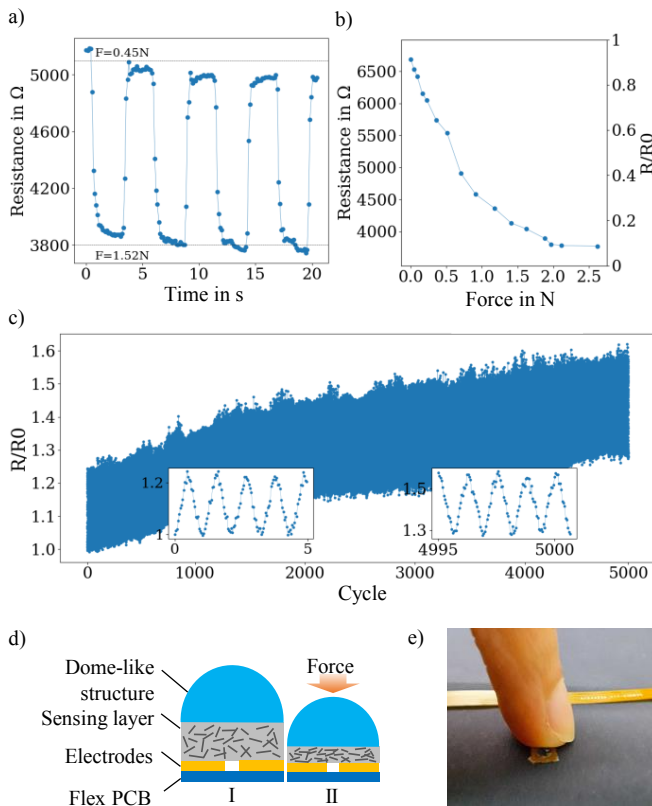 a)
F=0.45N
5000
4600
4200
3800
F=1.52N
Resistance in Ω
0
5
10
15
20
Time in s
b)
6500
6000
5500
5000
4500
4000
Resistance in Ω
1
0.8
0.6
0.4
0.2
0
R/R0
0.0
0.5
1.0
1.5
2.0
2.5
Force in N
c)
1.6
1.5
1.4
1.3
1.2
1.1
1.0
R/R0
1.2
1
0
5
1.5
1.3
4995
5000
0
1000
2000
3000
4000
5000
Cycle
d)
Dome-like
structure
Sensing layer
Electrodes
Flex PCB
Force
I
II
e)